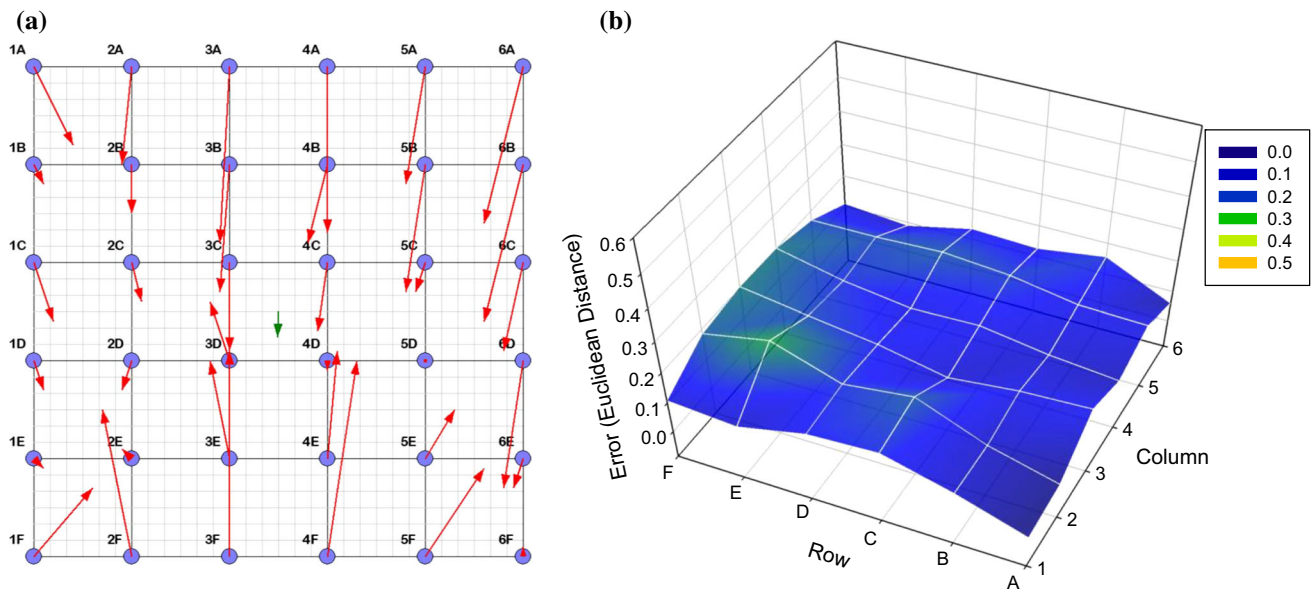 (a)
1A 2A 3A 4A 5A 6A
1B 2B 3B 4B 5B 6B
1C 2C 3C 4C 5C 6C
1D 2D 3D 4D 5D 6D
1E 2E 3E 4E 5E 6E
1F 2F 3F 4F 5F 6F
(b)
Error (Euclidean Distance)
0.6
0.5
0.4
0.3
0.2
0.1
0.0
F
E
D
C
B
A
Row
1
2
3
4
5
6
Column
0.0
0.1
0.2
0.3
0.4
0.5